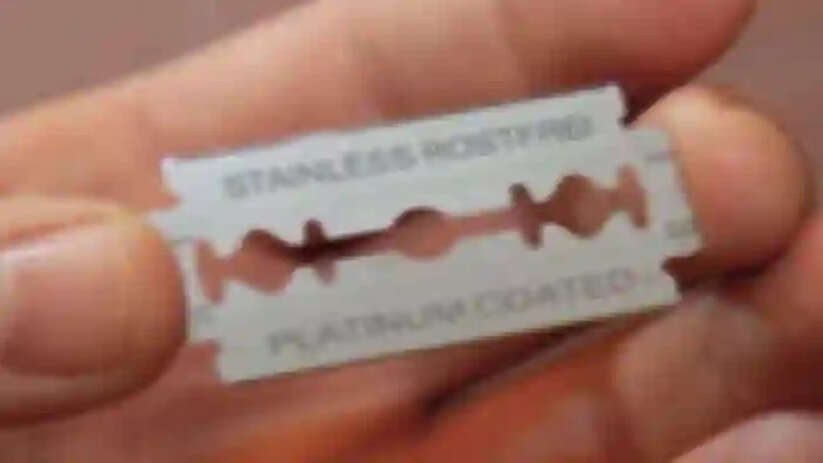 STAINLESS ROSTFREI
PLATINUM COATED